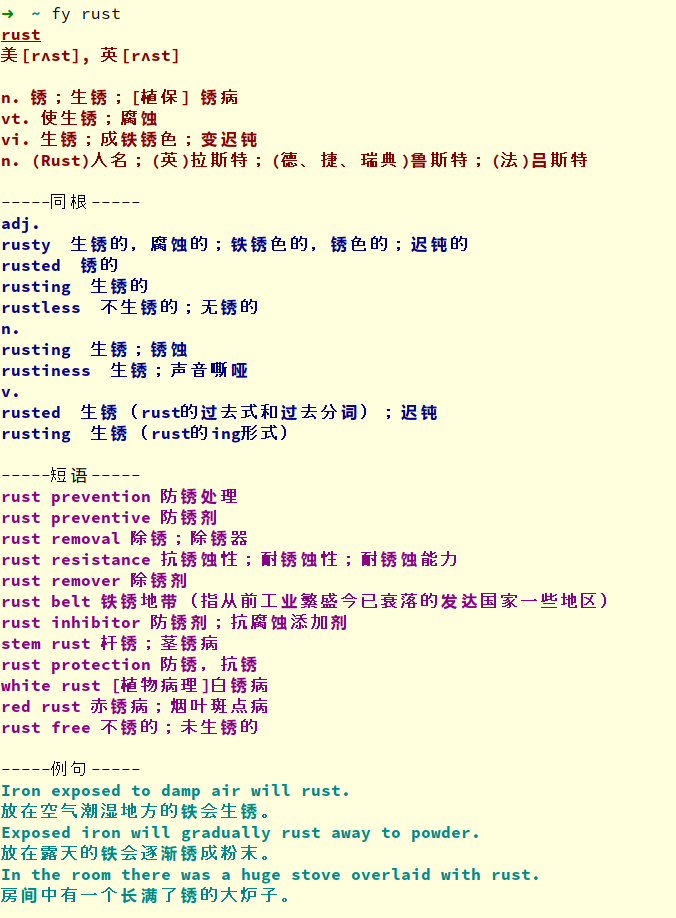 ➜ ~ fy rust
rust
美[rʌst], 英[rʌst]
n. 锈；生锈；[植保] 锈病
vt. 使生锈；腐蚀
vi. 生锈；成铁锈色；变迟钝
n. (Rust)人名；(英)拉斯特；(德、捷、瑞典)鲁斯特；(法)吕斯特
-----同根-----
adj.
rusty 生锈的，腐蚀的；铁锈色的，锈色的；迟钝的
rusted 锈的
rusting 生锈的
rustless 不生锈的；无锈的
n.
rusting 生锈；锈蚀
rustiness 生锈；声音嘶哑
v.
rusted 生锈（rust的过去式和过去分词）；迟钝
rusting 生锈（rust的ing形式）
-----短语-----
rust prevention 防锈处理
rust preventive 防锈剂
rust removal 除锈；除锈器
rust resistance 抗锈蚀性；耐锈蚀性；耐锈蚀能力
rust remover 除锈剂
rust belt 铁锈地带（指从前工业繁盛今已衰落的发达国家一些地区）
rust inhibitor 防锈剂；抗腐蚀添加剂
stem rust 杆锈；茎锈病
rust protection 防锈，抗锈
white rust [植物病理]白锈病
red rust 赤锈病；烟叶斑点病
rust free 不锈的；未生锈的
-----例句-----
Iron exposed to damp air will rust.
放在空气潮湿地方的铁会生锈。
Exposed iron will gradually rust away to powder.
放在露天的铁会逐渐锈成粉末。
In the room there was a huge stove overlaid with rust.
房间中有一个长满了锈的大炉子。